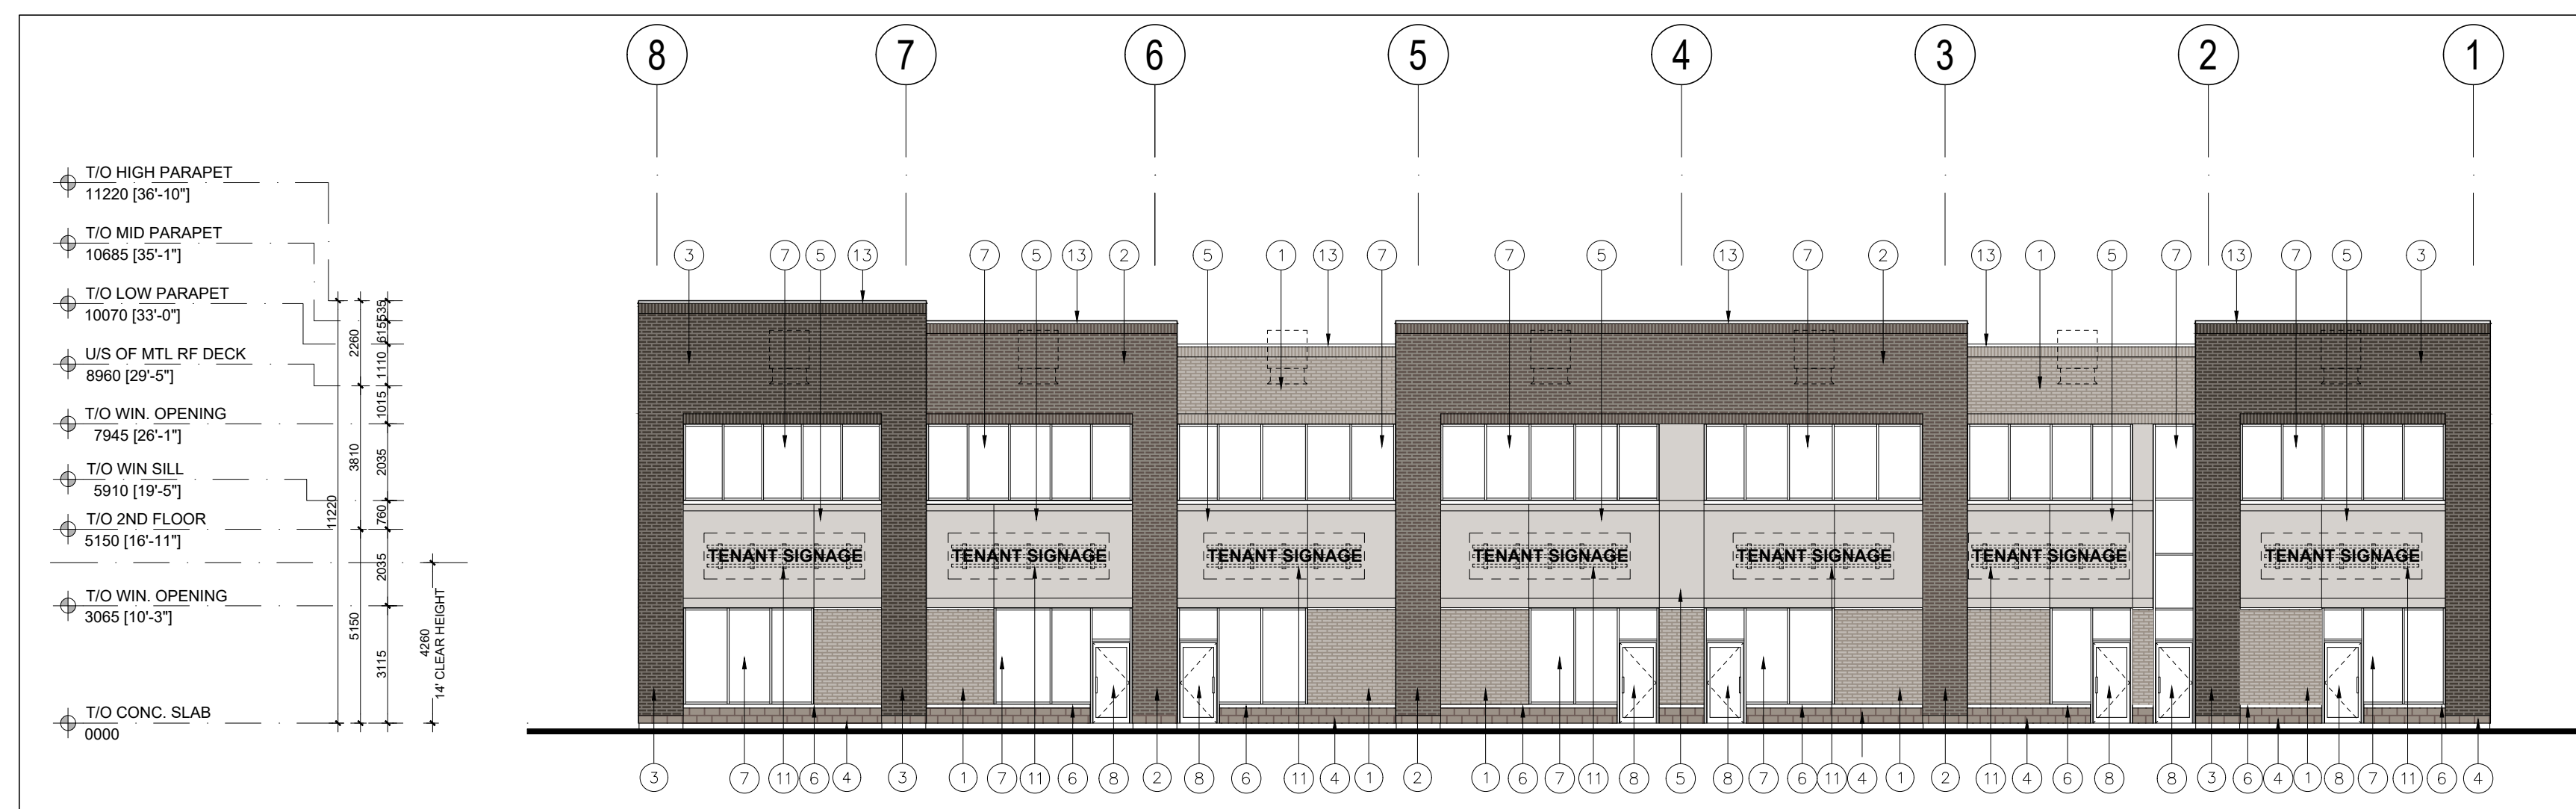 8 7 6 5 4 3 2 1
T/O HIGH PARAPET
11220 [36'-10"]
T/O MID PARAPET
10685 [35'-1"]
T/O LOW PARAPET
10070 [33'-0"]
U/S OF MTL RF DECK
8960 [29'-5"]
T/O WIN. OPENING
7945 [26'-1"]
T/O WIN SILL
5910 [19'-5"]
T/O 2ND FLOOR
5150 [16'-11"]
T/O WIN. OPENING
3065 [10'-3"]
T/O CONC. SLAB
0000
11220
2260
3810
5150
535
615
1110
1015
2035
760
2035
3115
4260
14' CLEAR HEIGHT
3 7 5 13 7 5 13 2 5 1 13 7 7 5 13 7 2 13 1 5 7 13 7 5 3
TENANT SIGNAGE TENANT SIGNAGE TENANT SIGNAGE TENANT SIGNAGE TENANT SIGNAGE TENANT SIGNAGE TENANT SIGNAGE
3 7 11 6 4 3 1 7 11 6 8 2 8 6 11 4 1 2 1 6 7 11 8 5 8 7 6 11 4 1 2 11 4 6 8 8 3 6 4 1 8 7 11 6 4